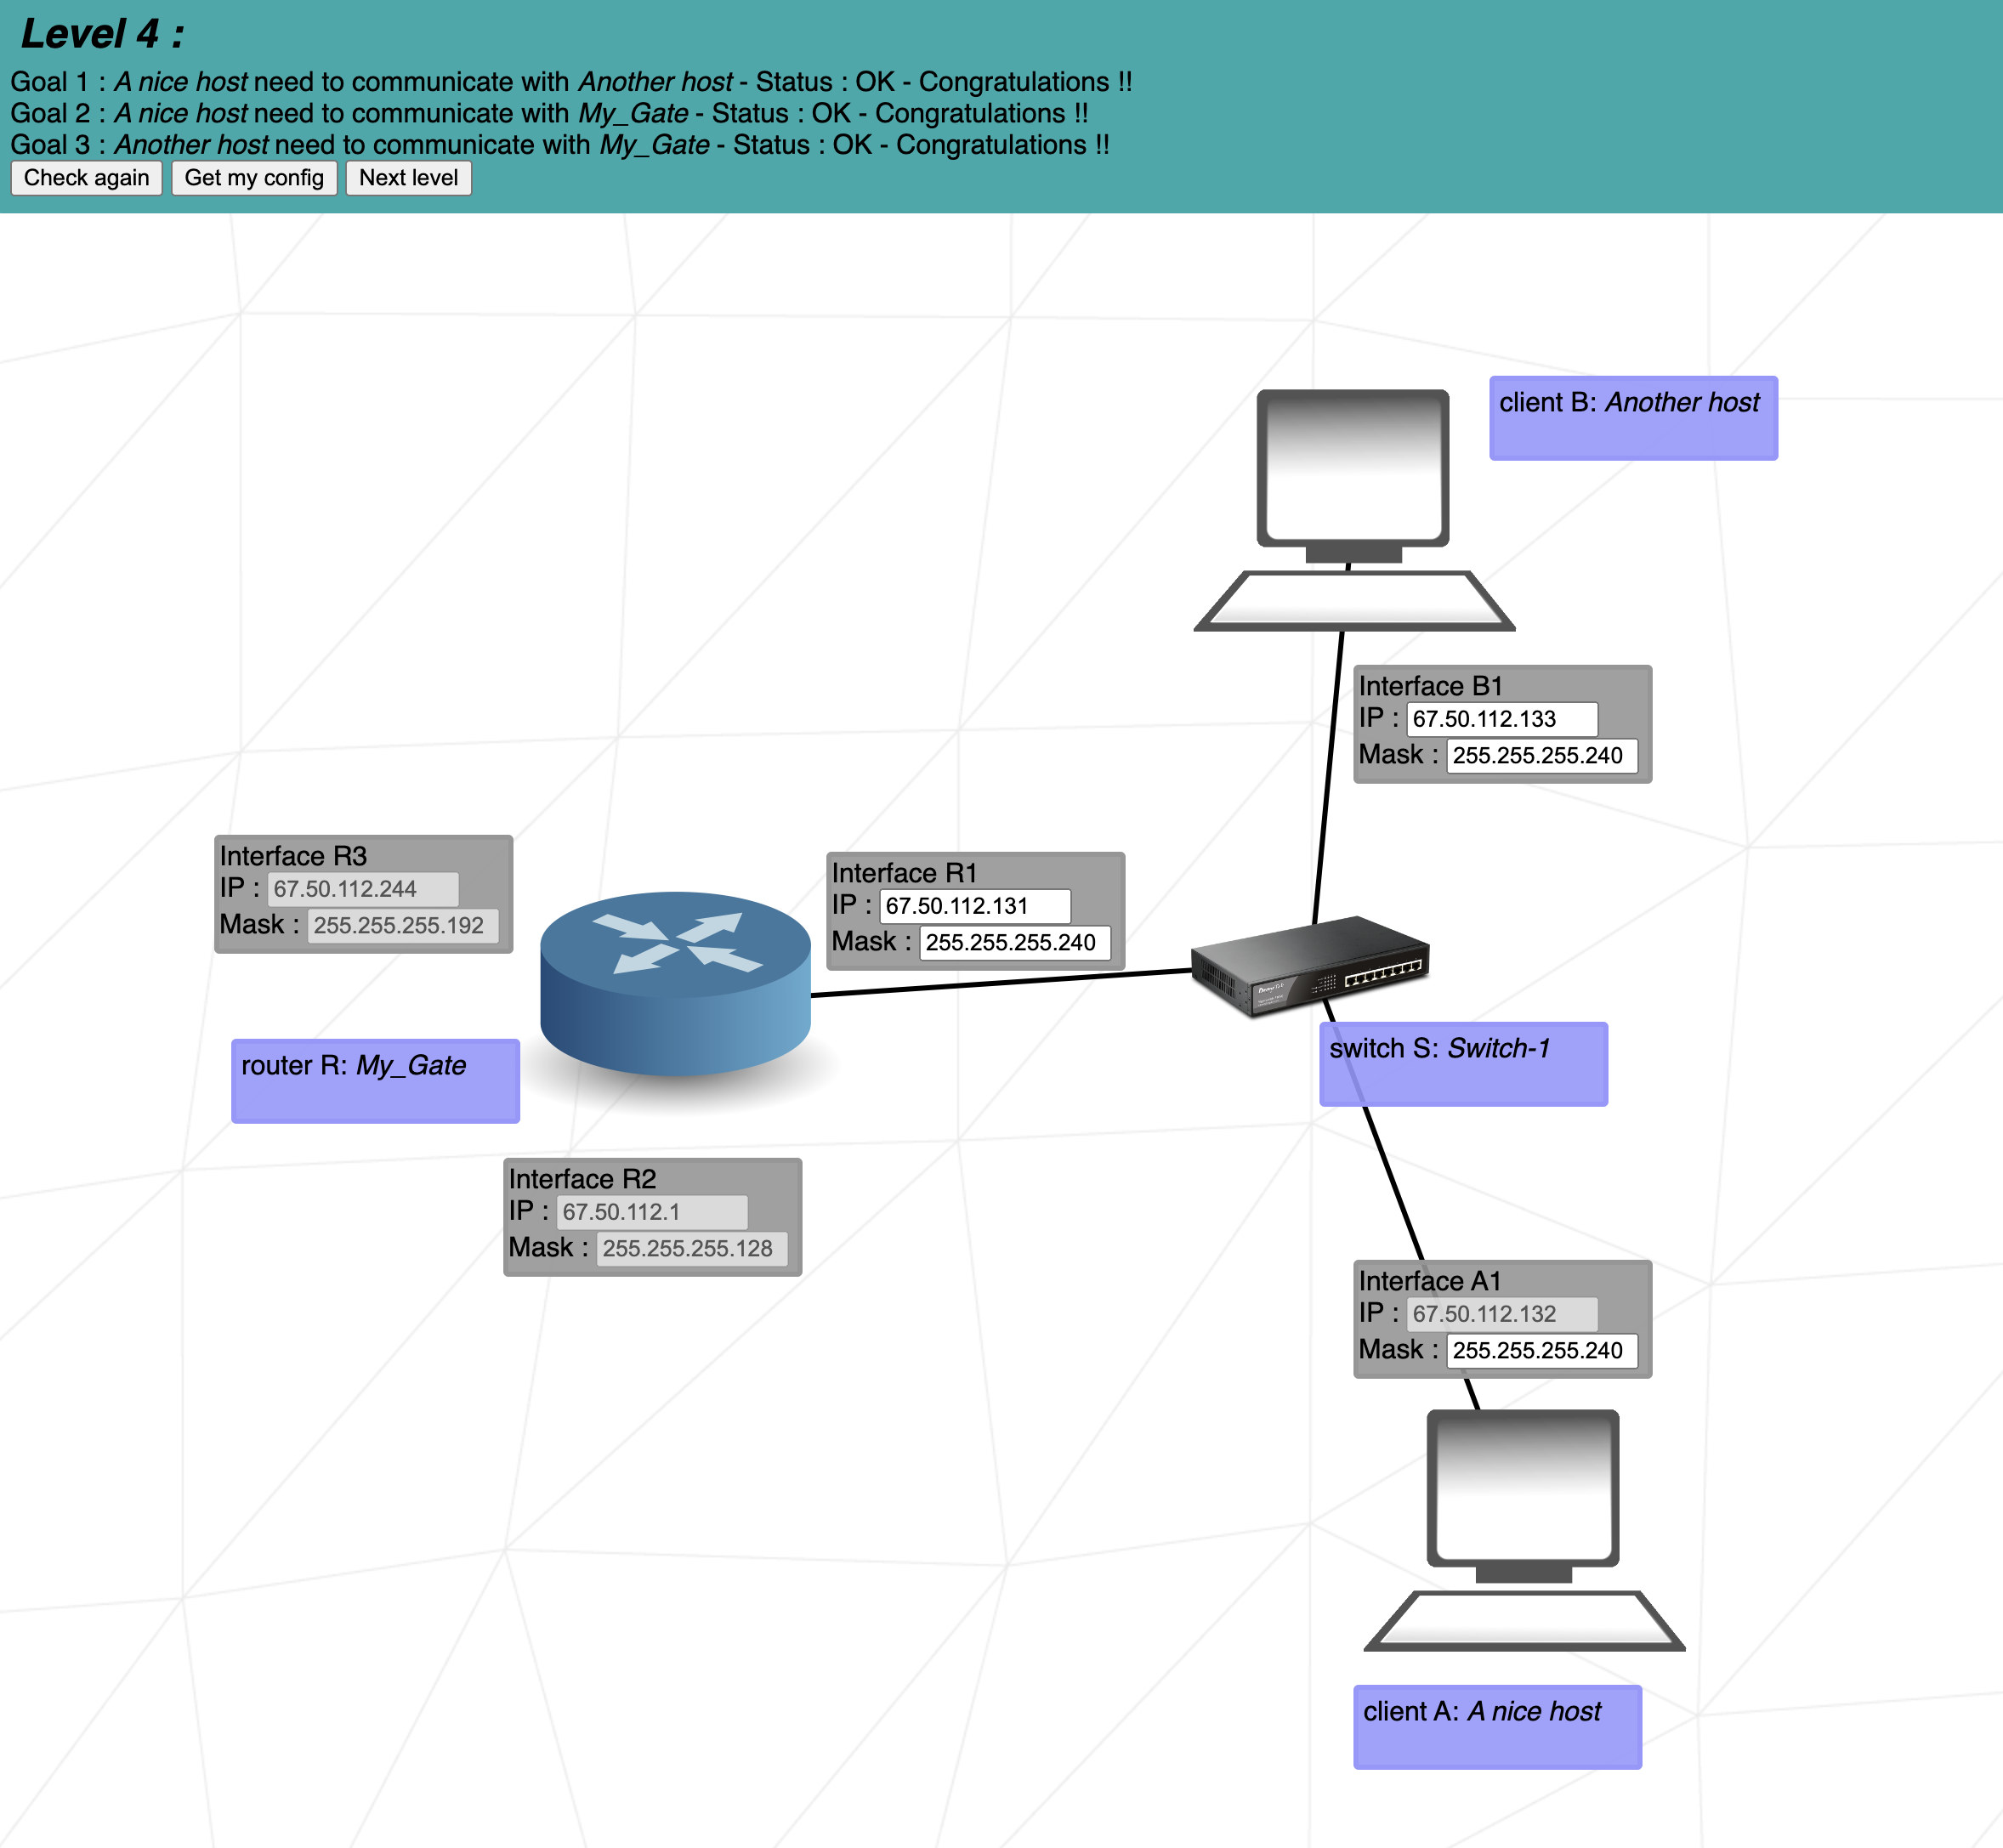 Level 4 :
Goal 1 : A nice host need to communicate with Another host - Status : OK - Congratulations !!
Goal 2 : A nice host need to communicate with My_Gate - Status : OK - Congratulations !!
Goal 3 : Another host need to communicate with My_Gate - Status : OK - Congratulations !!
Check again Get my config Next level
client B: Another host
Interface B1
IP : 67.50.112.133
Mask : 255.255.255.240
Interface R3
IP : 67.50.112.244
Mask : 255.255.255.192
Interface R1
IP : 67.50.112.131
Mask : 255.255.255.240
router R: My_Gate
switch S: Switch-1
Interface R2
IP : 67.50.112.1
Mask : 255.255.255.128
Interface A1
IP : 67.50.112.132
Mask : 255.255.255.240
client A: A nice host